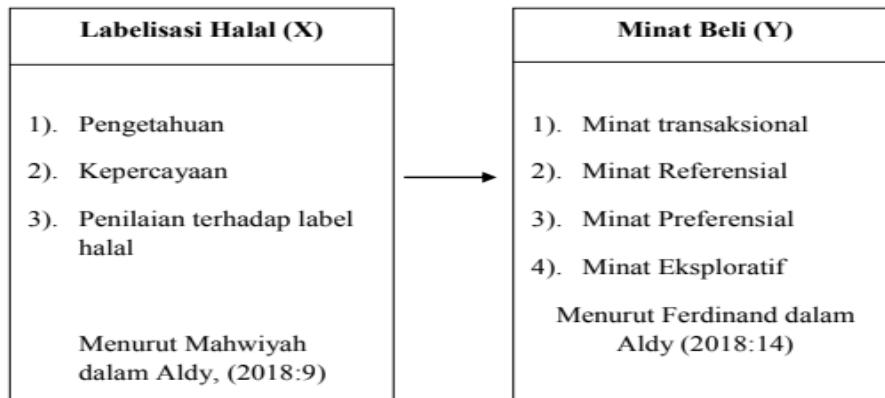 Labelisasi Halal (X)
1). Pengetahuan
2). Kepercayaan
3). Penilaian terhadap label
halal
Menurut Mahwiyah
dalam Aldy, (2018:9)
Minat Beli (Y)
1). Minat transaksional
2). Minat Referensial
3). Minat Preferensial
4). Minat Eksploratif
Menurut Ferdinand dalam
Aldy (2018:14)